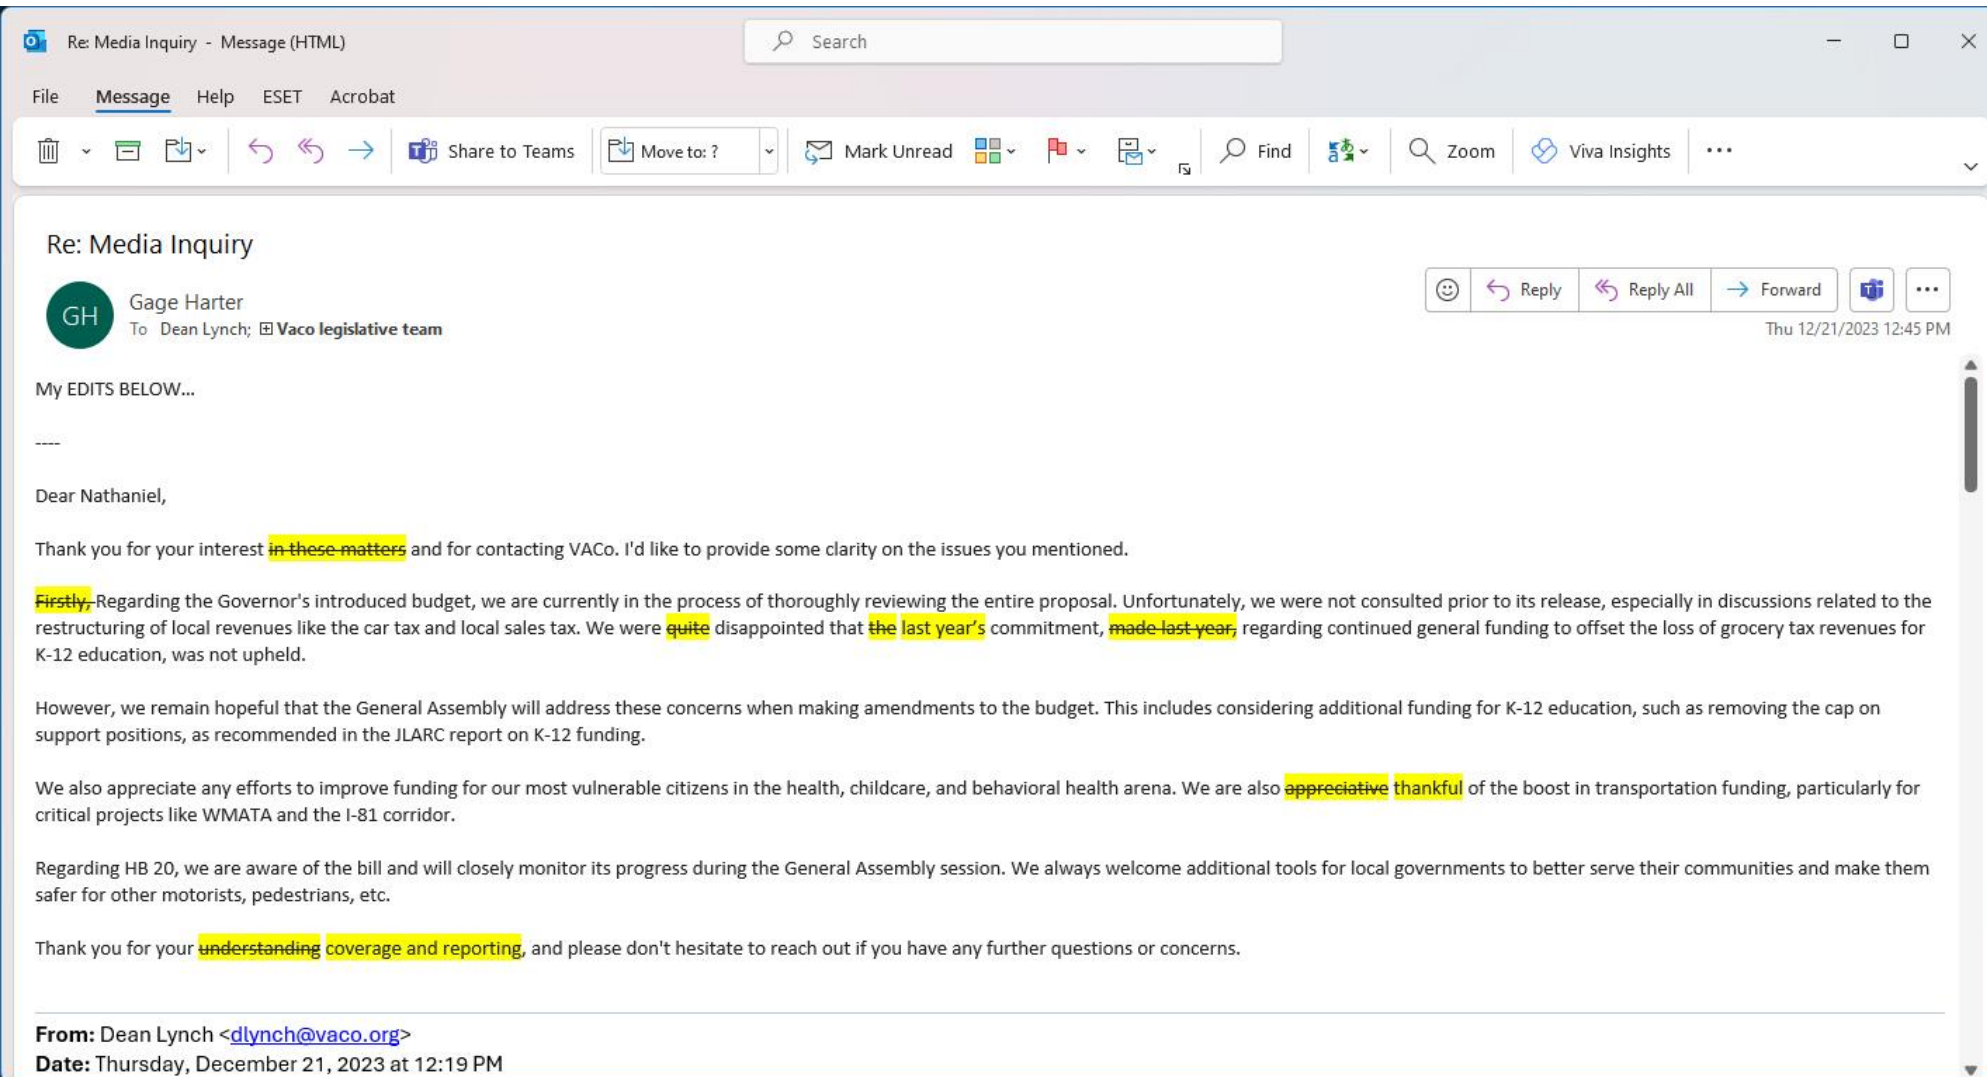 Re: Media Inquiry - Message (HTML)
Search
File Message Help ESET Acrobat
Share to Teams Move to: ? Mark Unread Find Zoom Viva Insights ...
Re: Media Inquiry
GH
Gage Harter
To Dean Lynch; Vaco legislative team
Reply Reply All Forward ...
Thu 12/21/2023 12:45 PM
My EDITS BELOW...
----
Dear Nathaniel,
Thank you for your interest in these matters and for contacting VACo. I'd like to provide some clarity on the issues you mentioned.
Firstly, Regarding the Governor's introduced budget, we are currently in the process of thoroughly reviewing the entire proposal. Unfortunately, we were not consulted prior to its release, especially in discussions related to the
restructuring of local revenues like the car tax and local sales tax. We were quite disappointed that the last year's commitment, made last year, regarding continued general funding to offset the loss of grocery tax revenues for
K-12 education, was not upheld.
However, we remain hopeful that the General Assembly will address these concerns when making amendments to the budget. This includes considering additional funding for K-12 education, such as removing the cap on
support positions, as recommended in the JLARC report on K-12 funding.
We also appreciate any efforts to improve funding for our most vulnerable citizens in the health, childcare, and behavioral health arena. We are also appreciative thankful of the boost in transportation funding, particularly for
critical projects like WMATA and the I-81 corridor.
Regarding HB 20, we are aware of the bill and will closely monitor its progress during the General Assembly session. We always welcome additional tools for local governments to better serve their communities and make them
safer for other motorists, pedestrians, etc.
Thank you for your understanding coverage and reporting, and please don't hesitate to reach out if you have any further questions or concerns.
From: Dean Lynch <dlynch@vaco.org>
Date: Thursday, December 21, 2023 at 12:19 PM